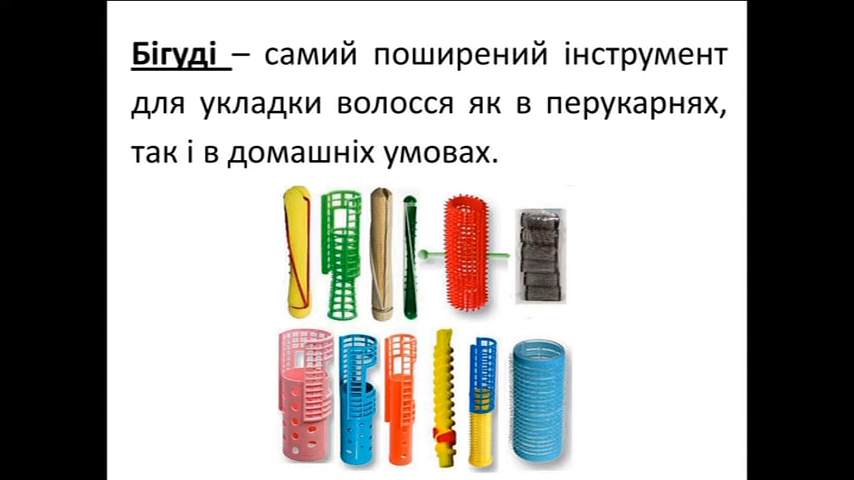 Бігуді – самий поширений інструмент
для укладки волосся як в перукарнях,
так і в домашніх умовах.